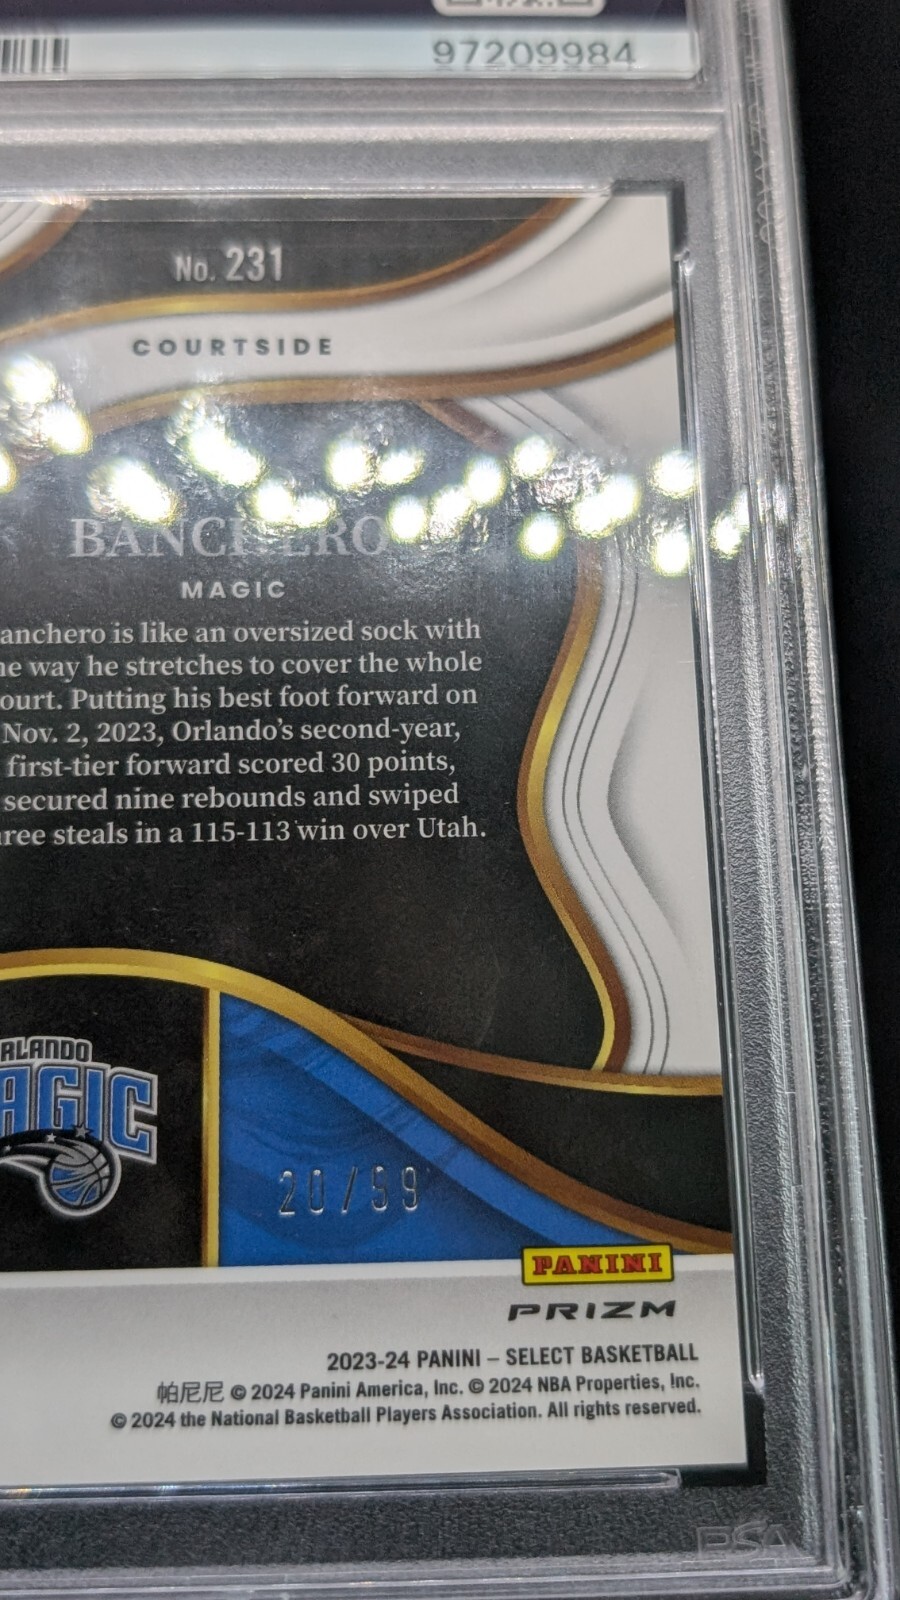 97209984
No. 231
COURTSIDE
BANCHERO
MAGIC
anchero is like an oversized sock with
he way he stretches to cover the whole
ourt. Putting his best foot forward on
Nov. 2, 2023, Orlando's second-year,
first-tier forward scored 30 points,
secured nine rebounds and swiped
hree steals in a 115-113 win over Utah.
RLANDO
AGIC
20/59
PANINI
PRIZM
2023-24 PANINI – SELECT BASKETBALL
帕尼尼 © 2024 Panini America, Inc. © 2024 NBA Properties, Inc.
© 2024 the National Basketball Players Association. All rights reserved.
PSA